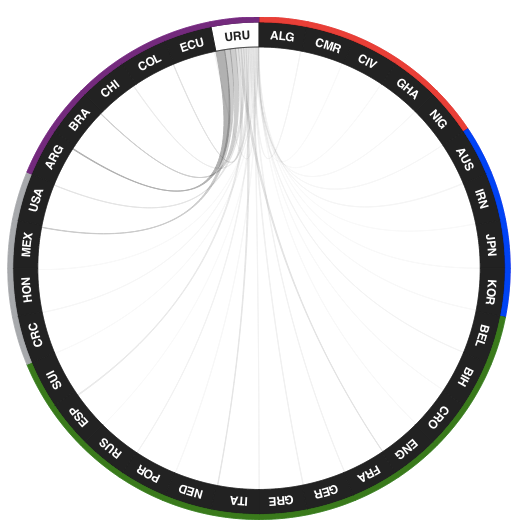 URU
ALG
CMR
CIV
GHA
NIG
AUS
IRN
JPN
KOR
BEL
BIH
CRO
ENG
FRA
GER
GRE
ITA
NED
POR
RUS
ESP
SUI
CRC
HON
MEX
USA
ARG
BRA
CHI
COL
ECU